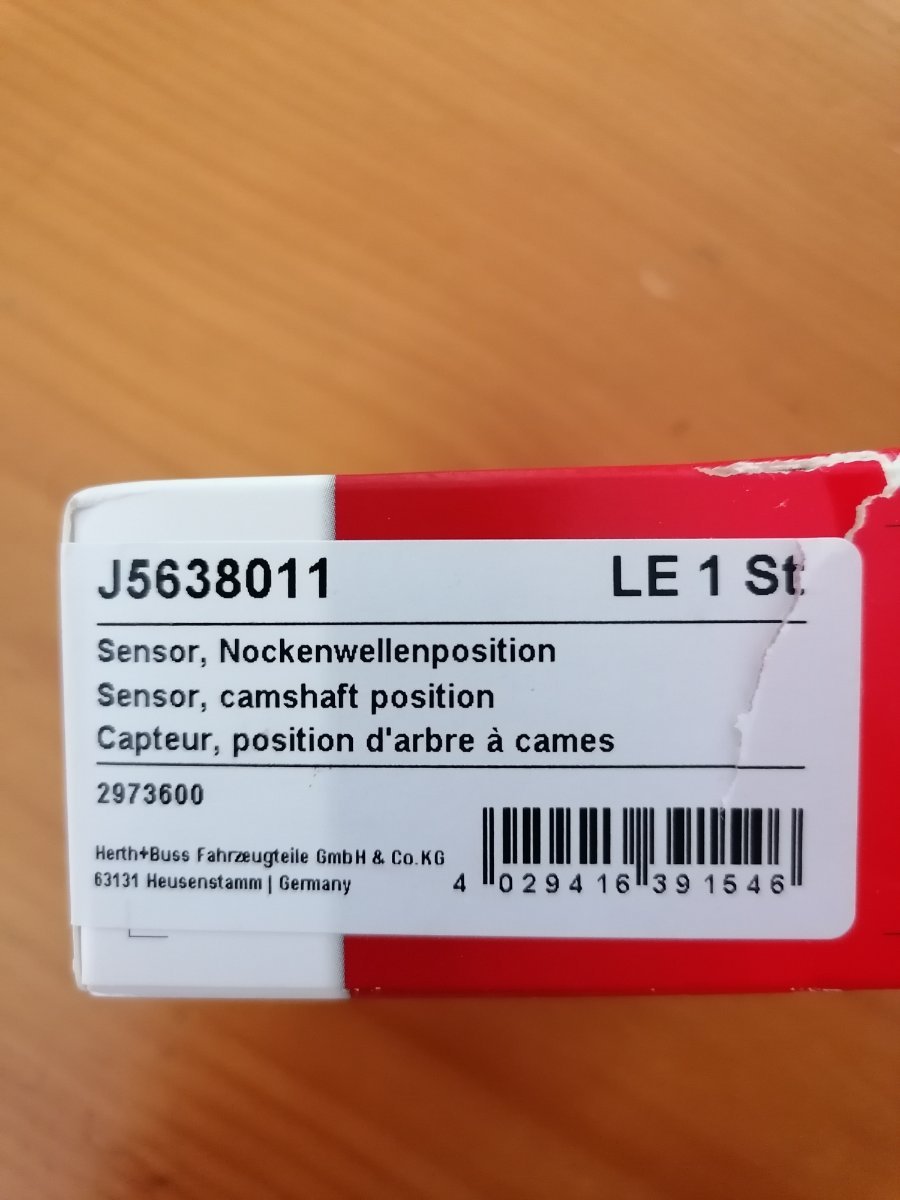 J5638011 LE 1 St
Sensor, Nockenwellenposition
Sensor, camshaft position
Capteur, position d'arbre à cames
2973600
Herth+Buss Fahrzeugteile GmbH & Co.KG
63131 Heusenstamm | Germany
4 029416 391546